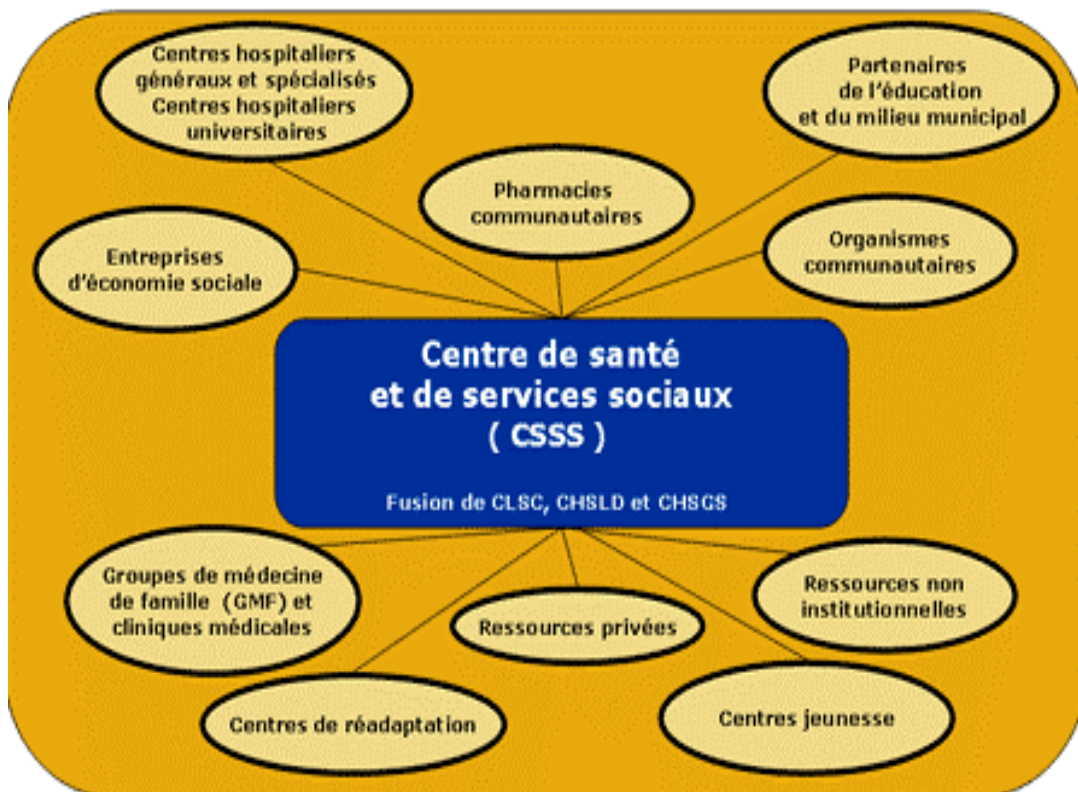 Centres hospitaliers
généraux et spécialisés
Centres hospitaliers
universitaires
Partenaires
de l'éducation
et du milieu municipal
Pharmacies
communautaires
Entreprises
d'économie sociale
Organismes
communautaires
Centre de santé
et de services sociaux
( CSSS )
Fusion de CLSC, CHSLD et CHSGS
Groupes de médecine
de famille (GMF) et
cliniques médicales
Ressources privées
Ressources non
institutionnelles
Centres de réadaptation
Centres jeunesse